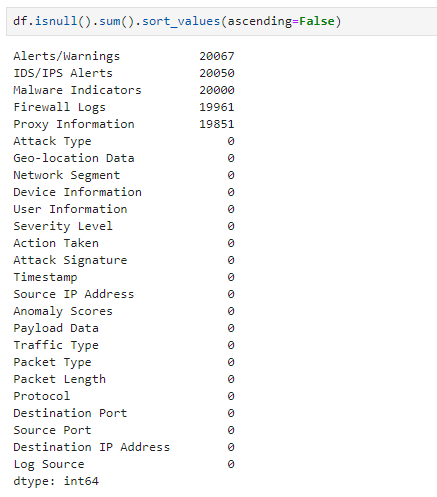 df.isnull().sum().sort_values(ascending=False)
Alerts/Warnings 20067
IDS/IPS Alerts 20050
Malware Indicators 20000
Firewall Logs 19961
Proxy Information 19851
Attack Type 0
Geo-location Data 0
Network Segment 0
Device Information 0
User Information 0
Severity Level 0
Action Taken 0
Attack Signature 0
Timestamp 0
Source IP Address 0
Anomaly Scores 0
Payload Data 0
Traffic Type 0
Packet Type 0
Packet Length 0
Protocol 0
Destination Port 0
Source Port 0
Destination IP Address 0
Log Source 0
dtype: int64